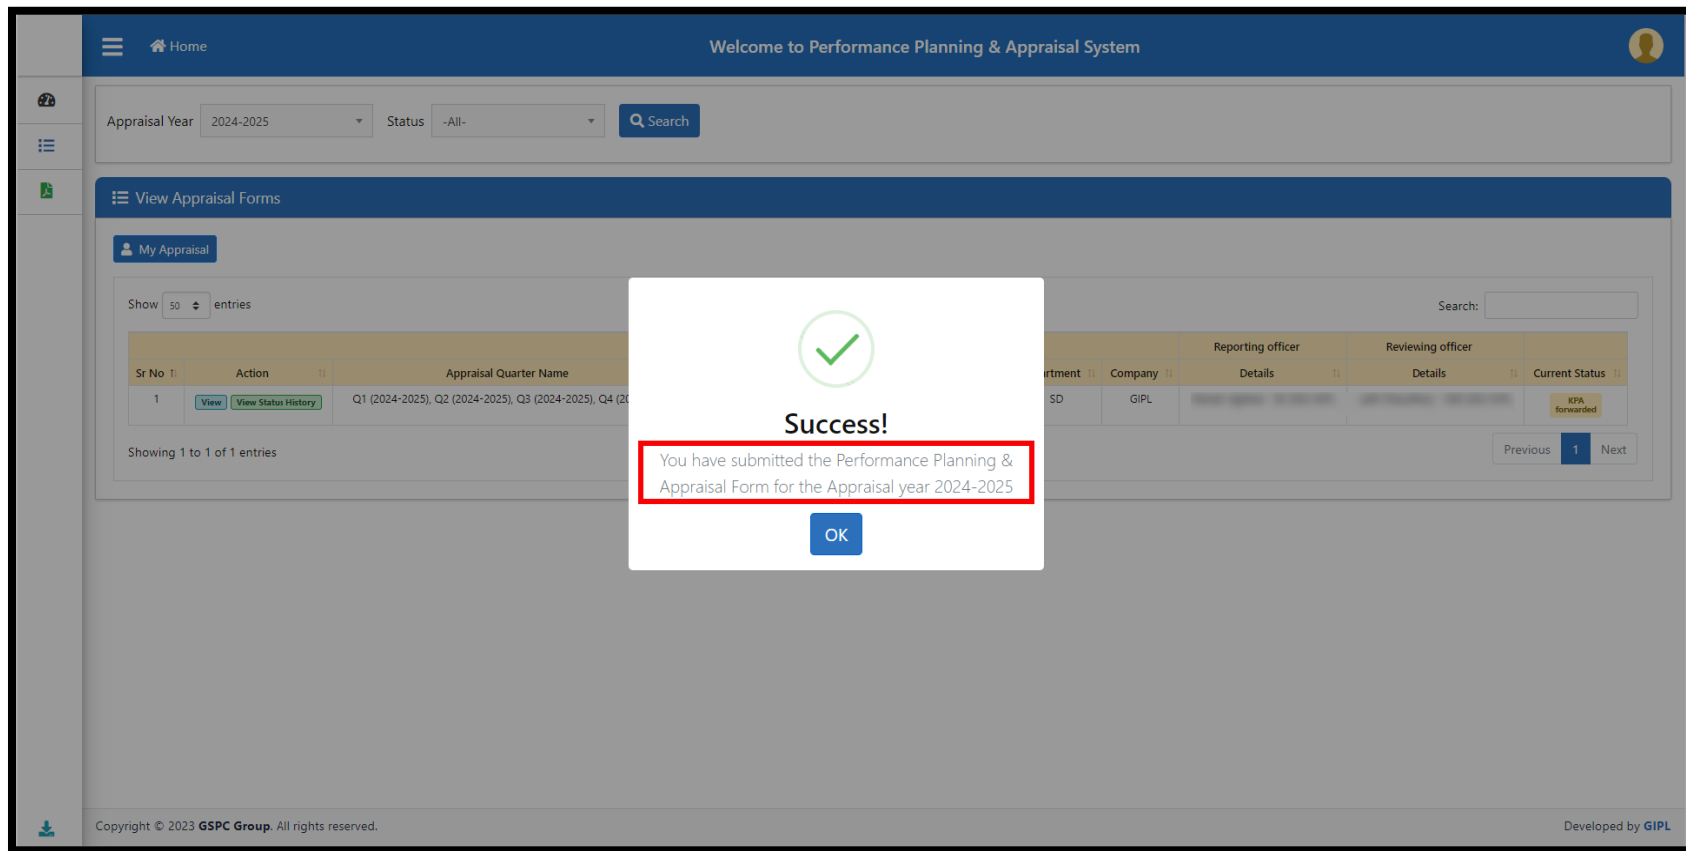 Home
Welcome to Performance Planning & Appraisal System
Appraisal Year 2024-2025 Status -All- Search
View Appraisal Forms
My Appraisal
Show 50 entries
Search:
Reporting officer Reviewing officer
Sr No Action Appraisal Quarter Name Company Details Details Current Status
1 View View Status History Q1 (2024-2025), Q2 (2024-2025), Q3 (2024-2025), Q4 SD GIPL KPA
forwarded
Showing 1 to 1 of 1 entries
Previous 1 Next
Success!
You have submitted the Performance Planning &
Appraisal Form for the Appraisal year 2024-2025
OK
Copyright © 2023 GSPC Group. All rights reserved.
Developed by GIPL